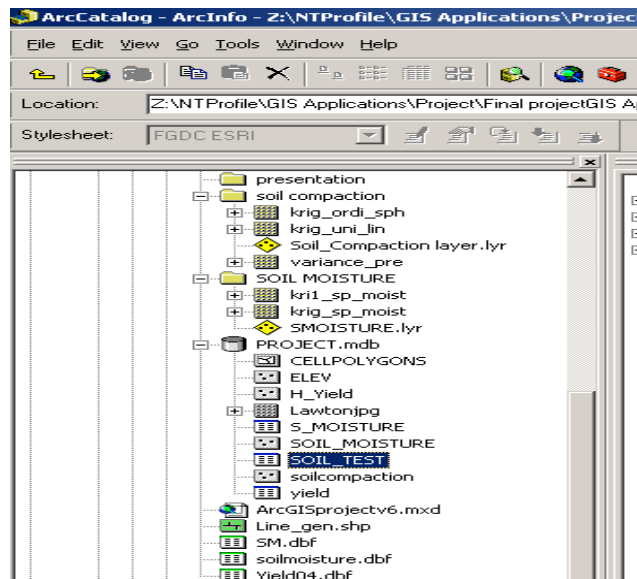 ArcCatalog - ArcInfo - Z:\NTProfile\GIS Applications\Projec
File Edit View Go Tools Window Help
Location: Z:\NTProfile\GIS Applications\Project\Final projectGIS A
Stylesheet: FGDC ESRI
presentation
soil compaction
krig_ordi_sph
krig_uni_lin
Soil_Compaction layer.lyr
variance_pre
SOIL MOISTURE
kri1_sp_moist
krig_sp_moist
SMOISTURE.lyr
PROJECT.mdb
CELLPOLYGONS
ELEV
H_Yield
Lawtonjpg
S_MOISTURE
SOIL_MOISTURE
SOIL_TEST
soilcompaction
yield
ArcGISprojectv6.mxd
Line_gen.shp
SM.dbf
soilmoisture.dbf
Yield04.dbf